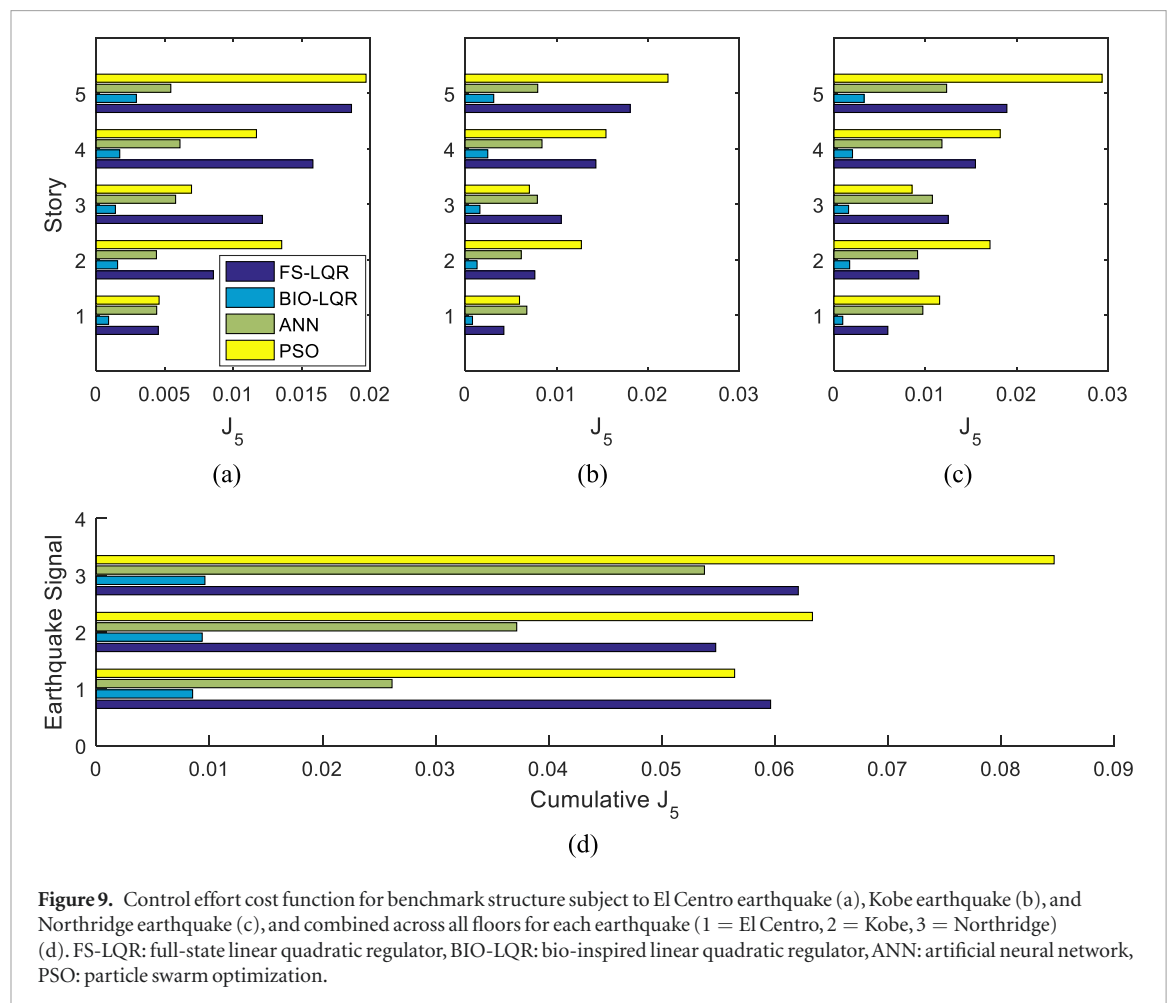 Story
5
4
3
2
1
0
0.005
0.01
0.015
0.02
J5
(a)
FS-LQR
BIO-LQR
ANN
PSO
5
4
3
2
1
0
0.01
0.02
0.03
J5
(b)
5
4
3
2
1
0
0.01
0.02
0.03
J5
(c)
Earthquake Signal
4
3
2
1
0
0
0.01
0.02
0.03
0.04
0.05
0.06
0.07
0.08
0.09
Cumulative J5
(d)
Figure 9. Control effort cost function for benchmark structure subject to El Centro earthquake (a), Kobe earthquake (b), and
Northridge earthquake (c), and combined across all floors for each earthquake (1 = El Centro, 2 = Kobe, 3 = Northridge)
(d). FS-LQR: full-state linear quadratic regulator, BIO-LQR: bio-inspired linear quadratic regulator, ANN: artificial neural network,
PSO: particle swarm optimization.